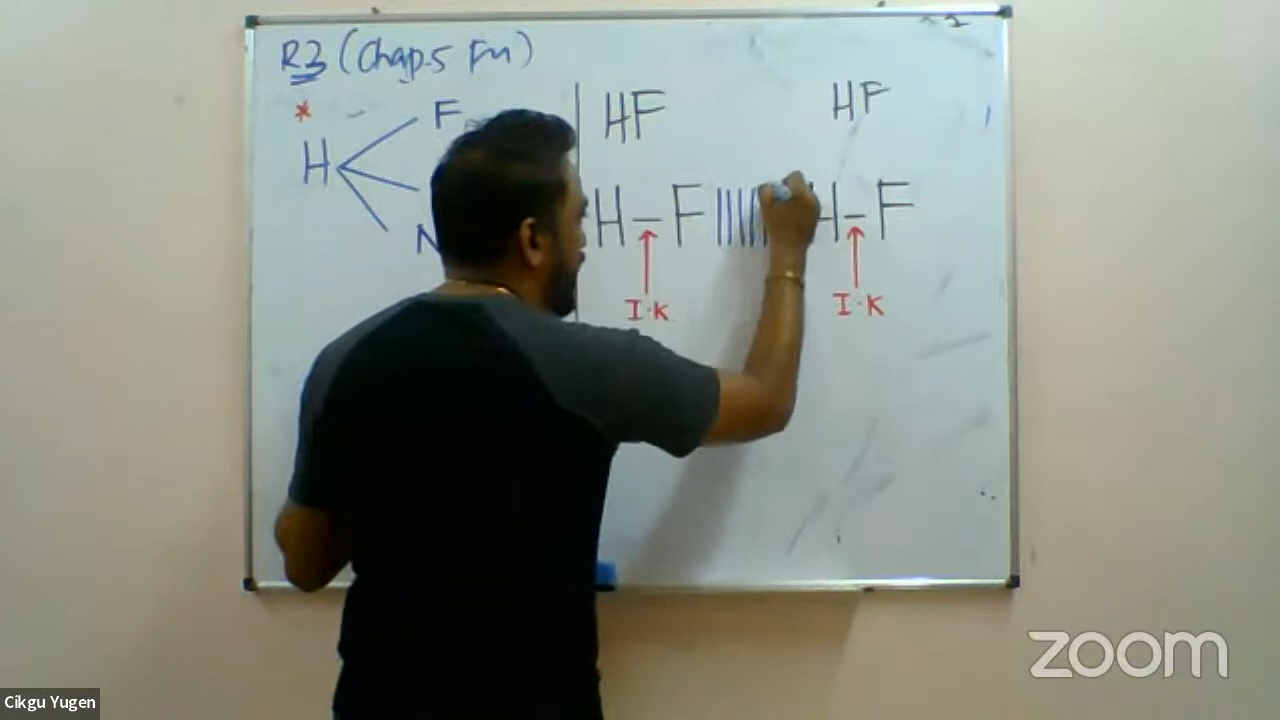 R3 (Chap.5 Fm)
*
H
F
N
HF
HF
H - F |||| H - F
I.K
I.K
zoom
Cikgu Yugen